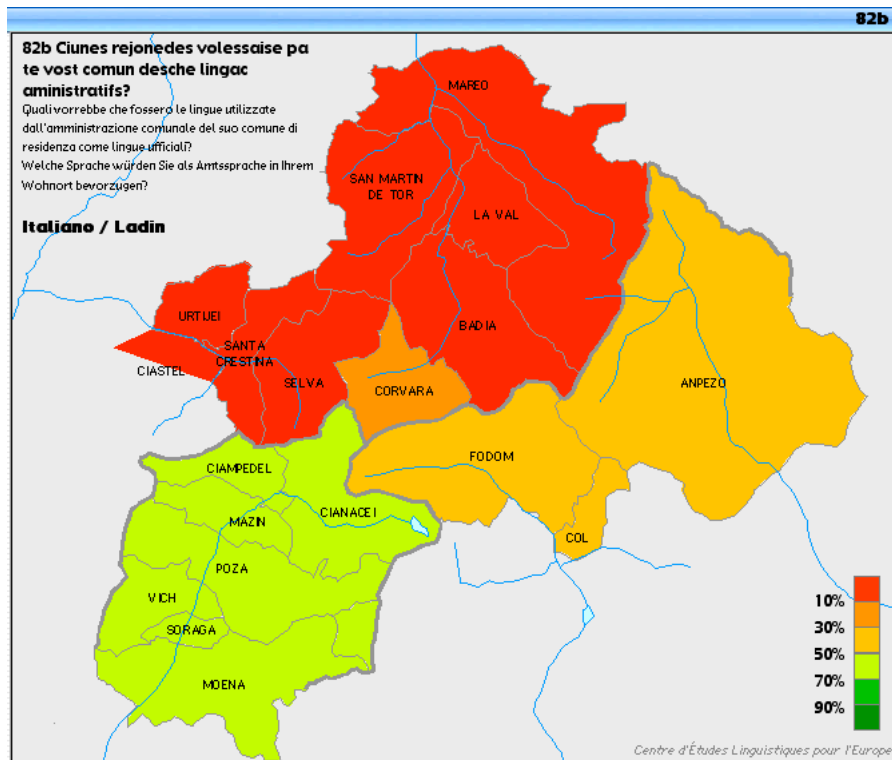 82b
82b Ciunes rejonedes volessaise pa
te vost comun desche lingac
aministratifs?
Quali vorrebbe che fossero le lingue utilizzate
dall'amministrazione comunale del suo comune di
residenza come lingue ufficiali?
Welche Sprache würden Sie als Amtssprache in Ihrem
Wohnort bevorzugen?
Italiano / Ladin
MAREO
SAN MARTIN
DE TOR
LA VAL
URTIJEI
SANTA
CRESTINA
CIASTEL
SELVA
BADIA
CORVARA
ANPEZO
FODOM
COL
CIAMPEDEL
MAZIN
CIANACEI
POZA
VICH
SORAGA
MOENA
10%
30%
50%
70%
90%
Centre d'Études Linguistiques pour l'Europe